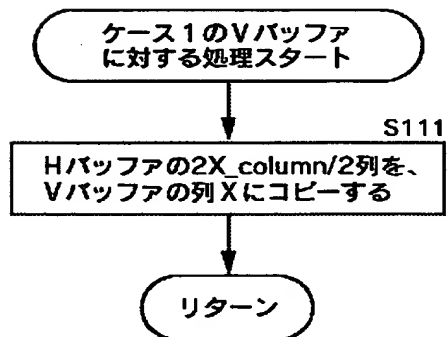 ケース1のVバッファ
に対する処理スタート
S111
Hバッファの2X_column/2列を、
Vバッファの列Xにコピーする
リターン